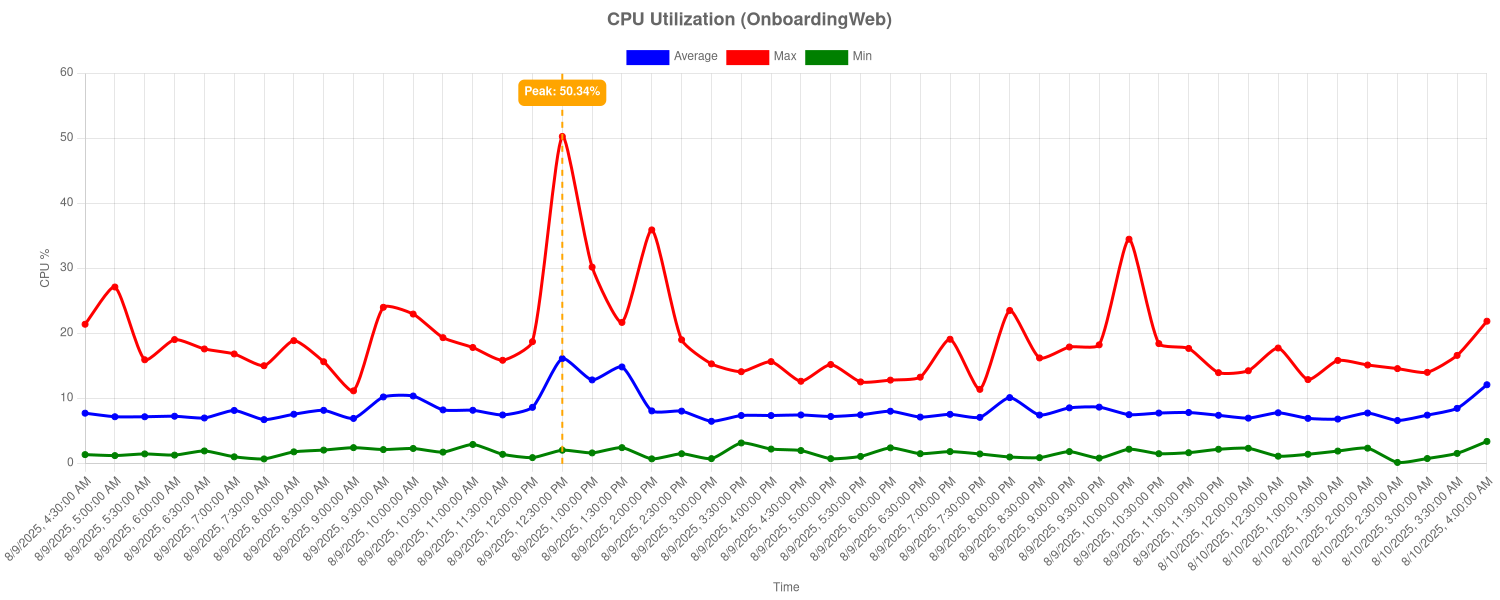 CPU Utilization (OnboardingWeb)
Average Max Min
Peak: 50.34%
CPU %
60
50
40
30
20
10
0
8/9/2025, 4:30:00 AM
8/9/2025, 5:00:00 AM
8/9/2025, 5:30:00 AM
8/9/2025, 6:00:00 AM
8/9/2025, 6:30:00 AM
8/9/2025, 7:00:00 AM
8/9/2025, 7:30:00 AM
8/9/2025, 8:00:00 AM
8/9/2025, 8:30:00 AM
8/9/2025, 9:00:00 AM
8/9/2025, 9:30:00 AM
8/9/2025, 10:00:00 AM
8/9/2025, 10:30:00 AM
8/9/2025, 11:00:00 AM
8/9/2025, 11:30:00 AM
8/9/2025, 12:00:00 PM
8/9/2025, 12:30:00 PM
8/9/2025, 1:00:00 PM
8/9/2025, 1:30:00 PM
8/9/2025, 2:00:00 PM
8/9/2025, 2:30:00 PM
8/9/2025, 3:00:00 PM
8/9/2025, 3:30:00 PM
8/9/2025, 4:00:00 PM
8/9/2025, 4:30:00 PM
8/9/2025, 5:00:00 PM
8/9/2025, 5:30:00 PM
8/9/2025, 6:00:00 PM
8/9/2025, 6:30:00 PM
8/9/2025, 7:00:00 PM
8/9/2025, 7:30:00 PM
8/9/2025, 8:00:00 PM
8/9/2025, 8:30:00 PM
8/9/2025, 9:00:00 PM
8/9/2025, 9:30:00 PM
8/9/2025, 10:00:00 PM
8/9/2025, 10:30:00 PM
8/9/2025, 11:00:00 PM
8/9/2025, 11:30:00 PM
8/10/2025, 12:00:00 AM
8/10/2025, 12:30:00 AM
8/10/2025, 1:00:00 AM
8/10/2025, 1:30:00 AM
8/10/2025, 2:00:00 AM
8/10/2025, 2:30:00 AM
8/10/2025, 3:00:00 AM
8/10/2025, 3:30:00 AM
8/10/2025, 4:00:00 AM
Time